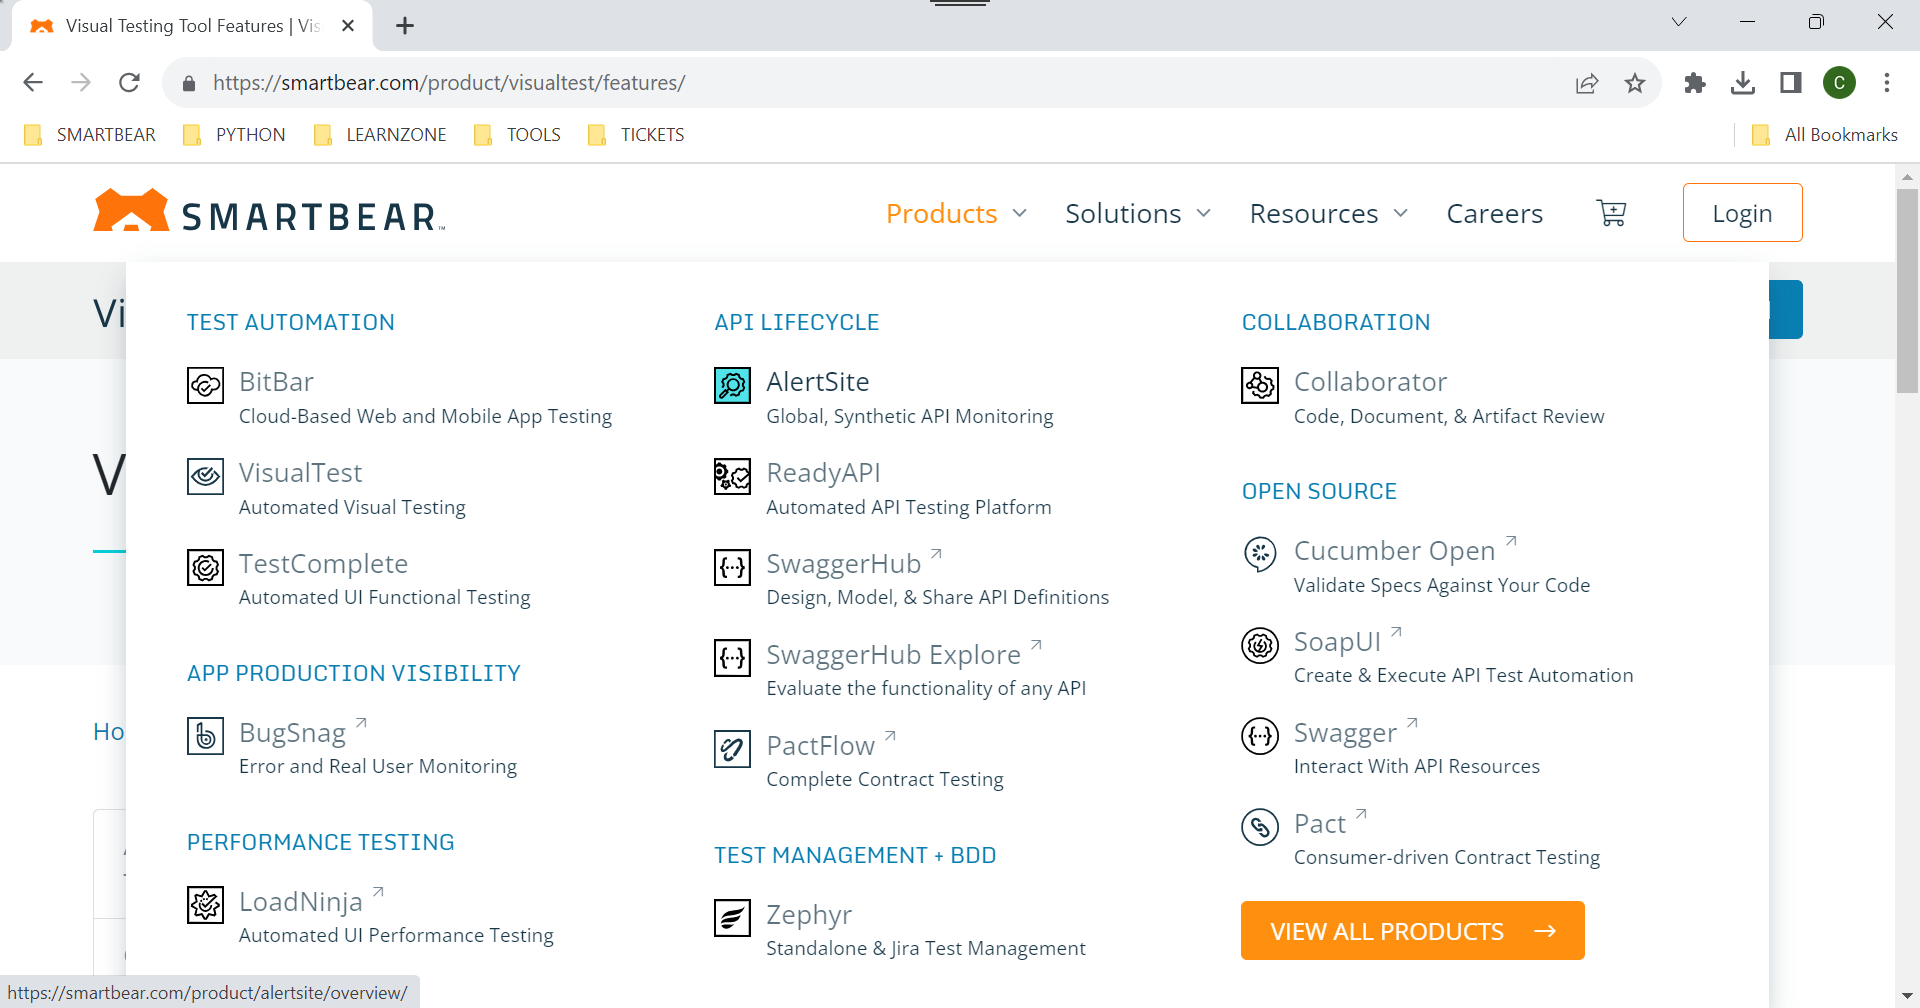 Visual Testing Tool Features | Vis
https://smartbear.com/product/visualtest/features/
C
SMARTBEAR
PYTHON
LEARNZONE
TOOLS
TICKETS
All Bookmarks
SMARTBEAR™
Products
Solutions
Resources
Careers
Login
Vi
V
Ho
TEST AUTOMATION
BitBar
Cloud-Based Web and Mobile App Testing
VisualTest
Automated Visual Testing
TestComplete
Automated UI Functional Testing
APP PRODUCTION VISIBILITY
BugSnag
Error and Real User Monitoring
PERFORMANCE TESTING
LoadNinja
Automated UI Performance Testing
API LIFECYCLE
AlertSite
Global, Synthetic API Monitoring
ReadyAPI
Automated API Testing Platform
SwaggerHub
Design, Model, & Share API Definitions
SwaggerHub Explore
Evaluate the functionality of any API
PactFlow
Complete Contract Testing
TEST MANAGEMENT + BDD
Zephyr
Standalone & Jira Test Management
COLLABORATION
Collaborator
Code, Document, & Artifact Review
OPEN SOURCE
Cucumber Open
Validate Specs Against Your Code
SoapUI
Create & Execute API Test Automation
Swagger
Interact With API Resources
Pact
Consumer-driven Contract Testing
VIEW ALL PRODUCTS →
https://smartbear.com/product/alertsite/overview/